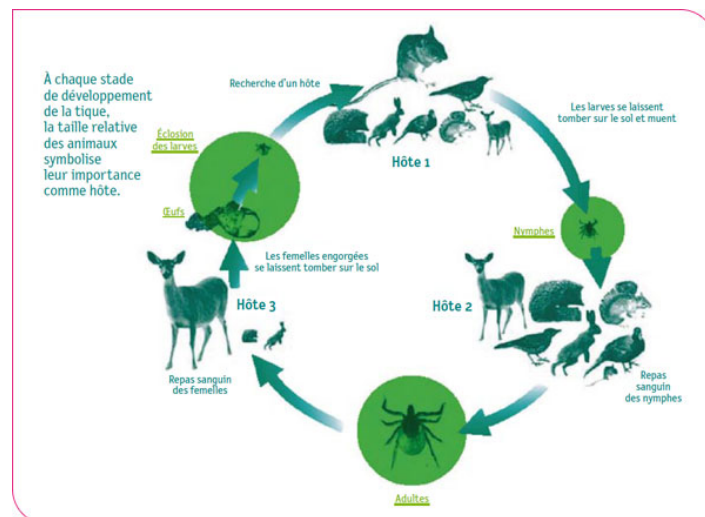 À chaque stade
de développement
de la tique,
la taille relative
des animaux
symbolise
leur importance
comme hôte.
Recherche d'un hôte
Hôte 1
Les larves se laissent
tomber sur le sol et muent
Éclosion
des larves
Œufs
Nymphes
Les femelles engorgées
se laissent tomber sur le sol
Hôte 3
Hôte 2
Repas sanguin
des femelles
Repas
sanguin
des nymphes
Adultes